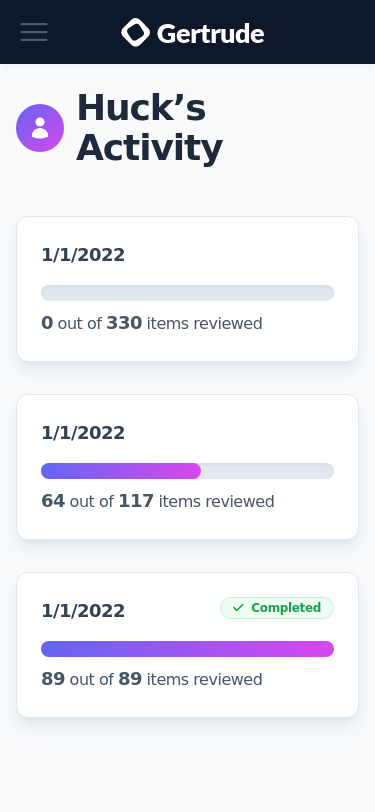 Gertrude
Huck’s
Activity
1/1/2022
0 out of 330 items reviewed
1/1/2022
64 out of 117 items reviewed
1/1/2022
Completed
89 out of 89 items reviewed